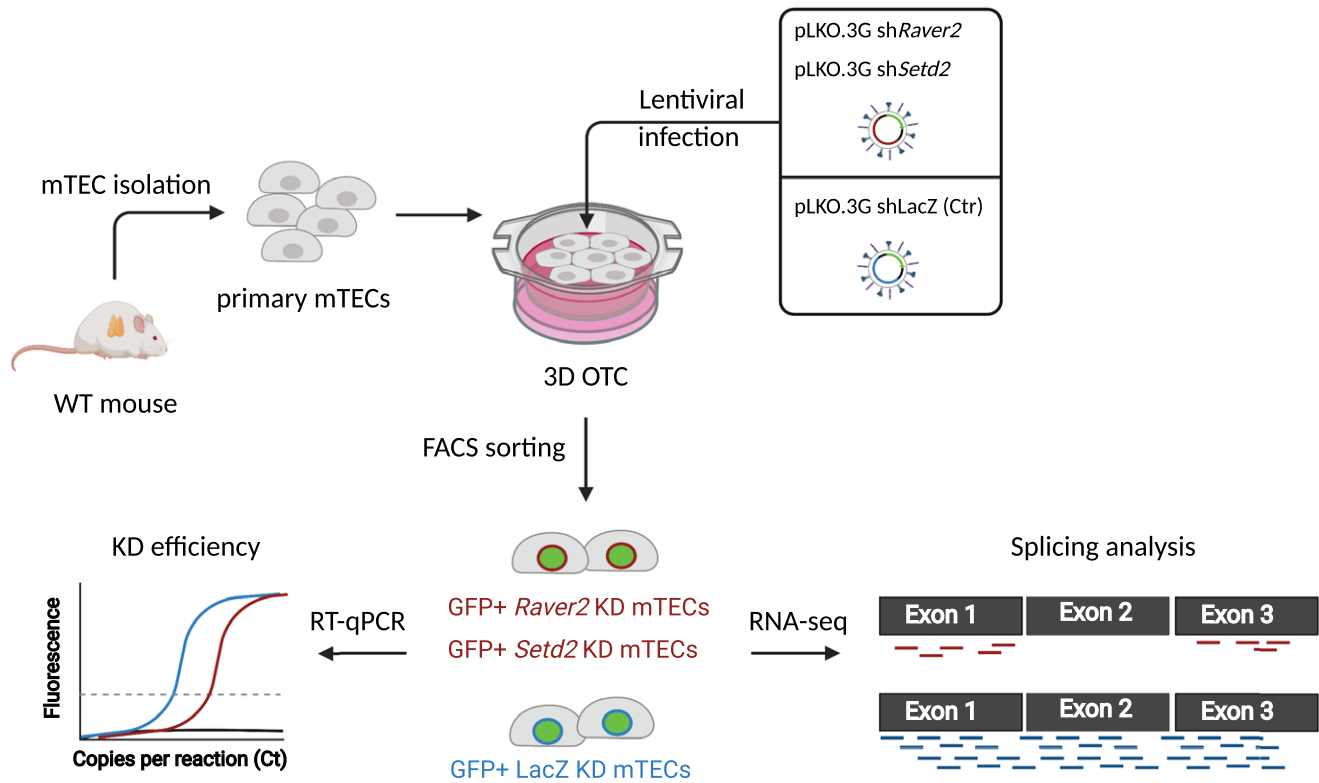 pLKO.3G shRaver2
pLKO.3G shSetd2
Lentiviral
infection
mTEC isolation
pLKO.3G shLacZ (Ctr)
primary mTECs
3D OTC
WT mouse
FACS sorting
KD efficiency
Splicing analysis
Fluorescence
RT-qPCR
GFP+ Raver2 KD mTECs
GFP+ Setd2 KD mTECs
RNA-seq
Exon 1
Exon 2
Exon 3
Exon 1
Exon 2
Exon 3
Copies per reaction (Ct)
GFP+ LacZ KD mTECs